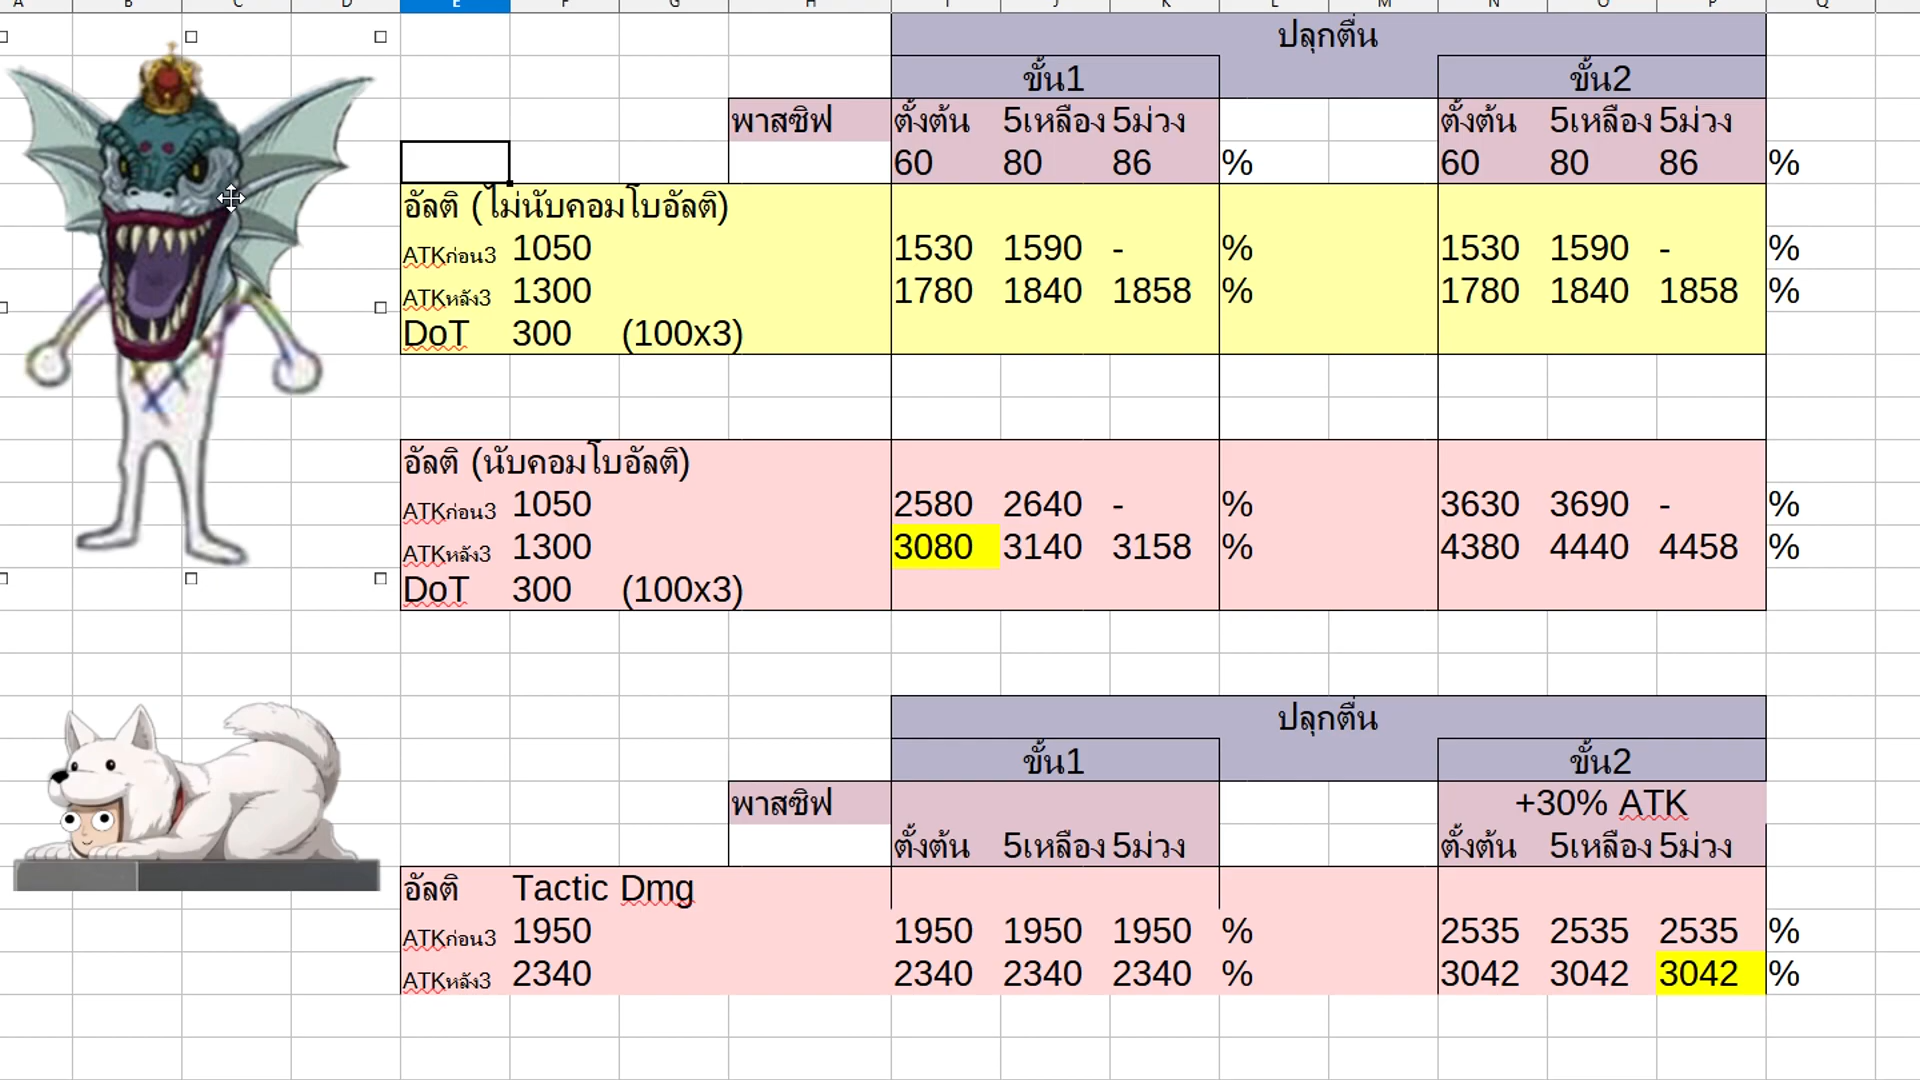 A B C D E F G H I J K L M N O P Q
ปลุกตื่น
ขั้น1 ขั้น2
พาสซิฟ ตั้งต้น 5เหลือง 5ม่วง ตั้งต้น 5เหลือง 5ม่วง
60 80 86 % 60 80 86 %
อัลติ (ไม่นับคอมโบอัลติ)
ATKก่อน3 1050 1530 1590 - % 1530 1590 - %
ATKหลัง3 1300 1780 1840 1858 % 1780 1840 1858 %
DoT 300 (100x3)
อัลติ (นับคอมโบอัลติ)
ATKก่อน3 1050 2580 2640 - % 3630 3690 - %
ATKหลัง3 1300 3080 3140 3158 % 4380 4440 4458 %
DoT 300 (100x3)
ปลุกตื่น
ขั้น1 ขั้น2
พาสซิฟ +30% ATK
ตั้งต้น 5เหลือง 5ม่วง ตั้งต้น 5เหลือง 5ม่วง
อัลติ Tactic Dmg
ATKก่อน3 1950 1950 1950 1950 % 2535 2535 2535 %
ATKหลัง3 2340 2340 2340 2340 % 3042 3042 3042 %